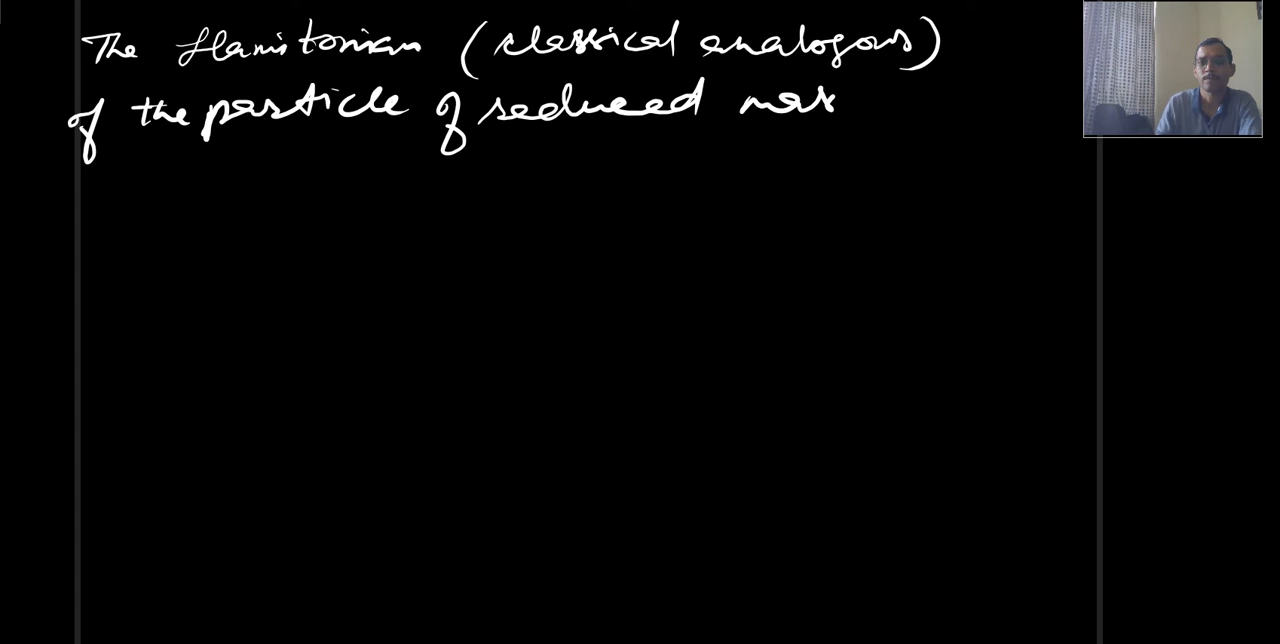 The Hamiltonian (classical analogous)
of the particle of reduced mass